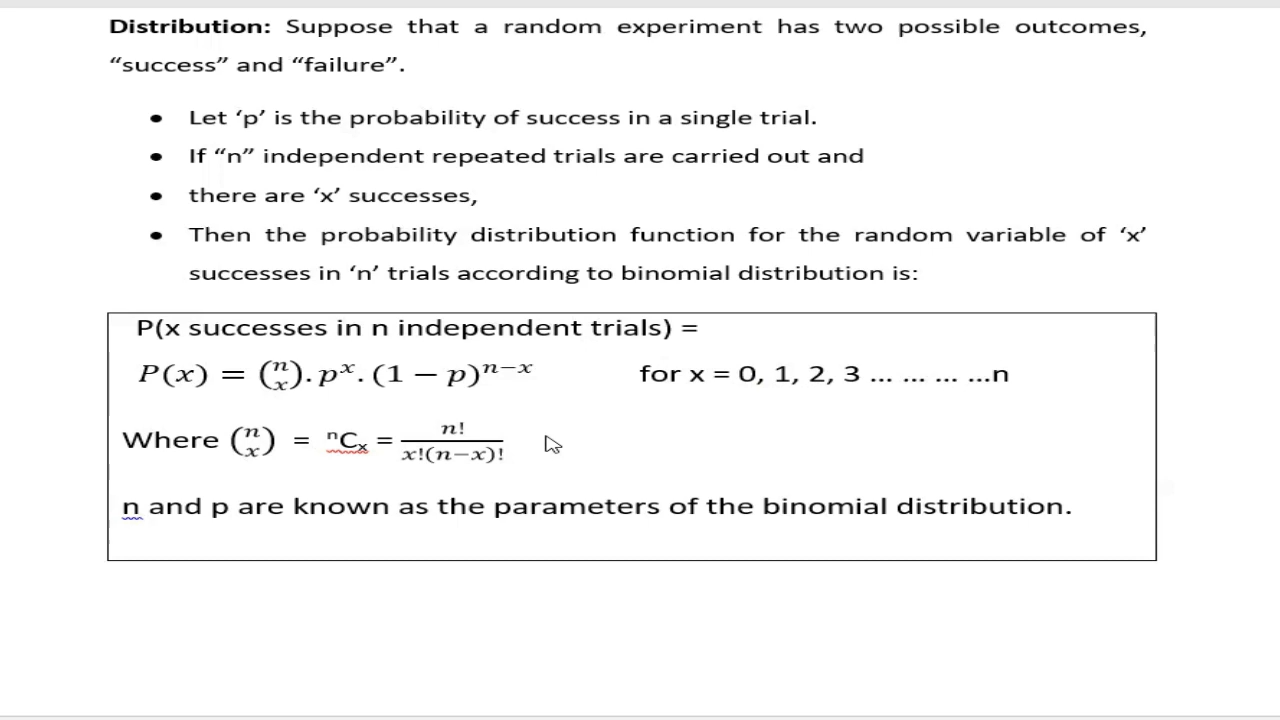 Distribution: Suppose that a random experiment has two possible outcomes,
“success” and “failure”.
• Let ‘p’ is the probability of success in a single trial.
• If “n” independent repeated trials are carried out and
• there are ‘x’ successes,
• Then the probability distribution function for the random variable of ‘x’
successes in ‘n’ trials according to binomial distribution is:
P(x successes in n independent trials) =
P(x) = (n x). pˣ. (1 − p)ⁿ⁻ˣ for x = 0, 1, 2, 3 ... ... ... ...n
Where (n x) = ⁿCₓ = n! / x!(n−x)!
n and p are known as the parameters of the binomial distribution.